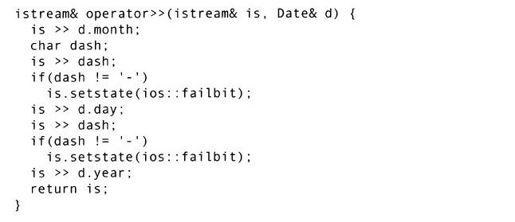 istream& operator>>(istream& is, Date& d) {
  is >> d.month;
  char dash;
  is >> dash;
  if(dash != '-')
    is.setstate(ios::failbit);
  is >> d.day;
  is >> dash;
  if(dash != '-')
    is.setstate(ios::failbit);
  is >> d.year;
  return is;
}